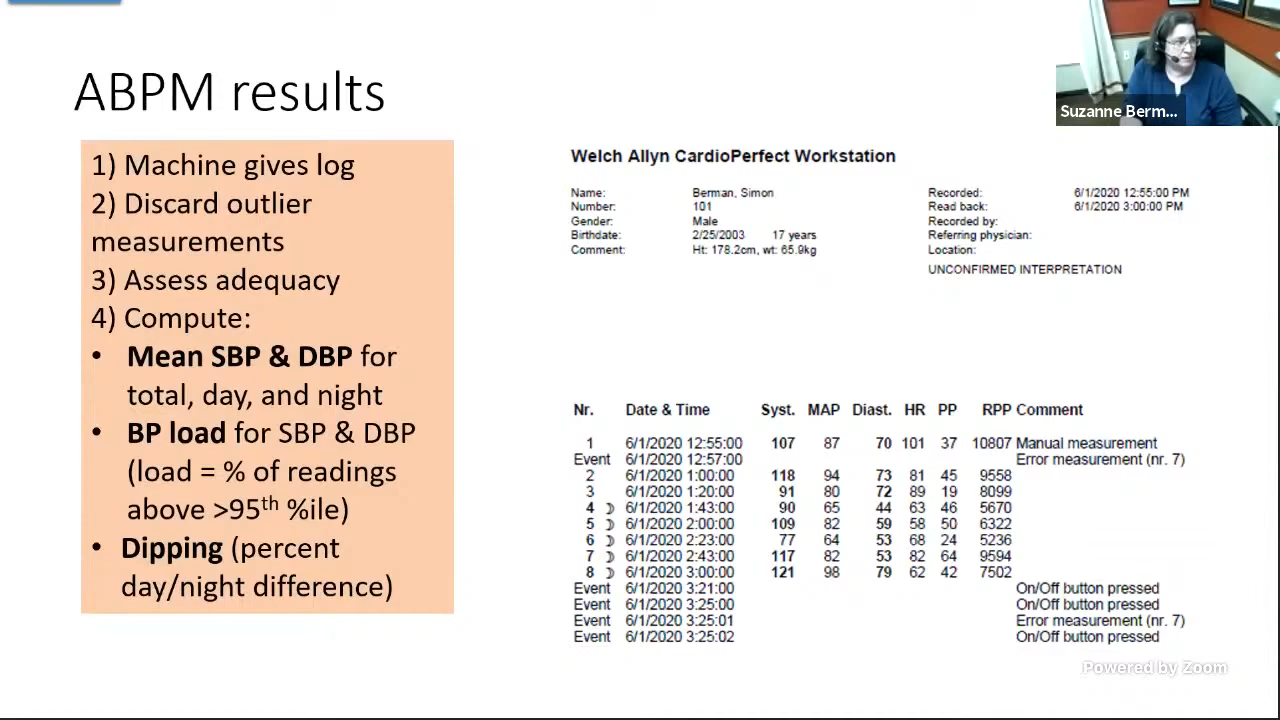 ABPM results
Suzanne Berm...
1) Machine gives log
2) Discard outlier
measurements
3) Assess adequacy
4) Compute:
• Mean SBP & DBP for
total, day, and night
• BP load for SBP & DBP
(load = % of readings
above >95th %ile)
• Dipping (percent
day/night difference)
Welch Allyn CardioPerfect Workstation
Name: Berman, Simon Recorded: 6/1/2020 12:55:00 PM
Number: 101 Read back: 6/1/2020 3:00:00 PM
Gender: Male Recorded by:
Birthdate: 2/25/2003 17 years Referring physician:
Comment: Ht: 178.2cm, wt: 65.9kg Location:
UNCONFIRMED INTERPRETATION
Nr. Date & Time Syst. MAP Diast. HR PP RPP Comment
1 6/1/2020 12:55:00 107 87 70 101 37 10807 Manual measurement
Event 6/1/2020 12:57:00 Error measurement (nr. 7)
2 6/1/2020 1:00:00 118 94 73 81 45 9558
3 6/1/2020 1:20:00 91 80 72 89 19 8099
4 6/1/2020 1:43:00 90 65 44 63 46 5670
5 6/1/2020 2:00:00 109 82 59 58 50 6322
6 6/1/2020 2:23:00 77 64 53 68 24 5236
7 6/1/2020 2:43:00 117 82 53 82 64 9594
8 6/1/2020 3:00:00 121 98 79 62 42 7502
Event 6/1/2020 3:21:00 On/Off button pressed
Event 6/1/2020 3:25:00 On/Off button pressed
Event 6/1/2020 3:25:01 Error measurement (nr. 7)
Event 6/1/2020 3:25:02 On/Off button pressed
Powered by Zoom